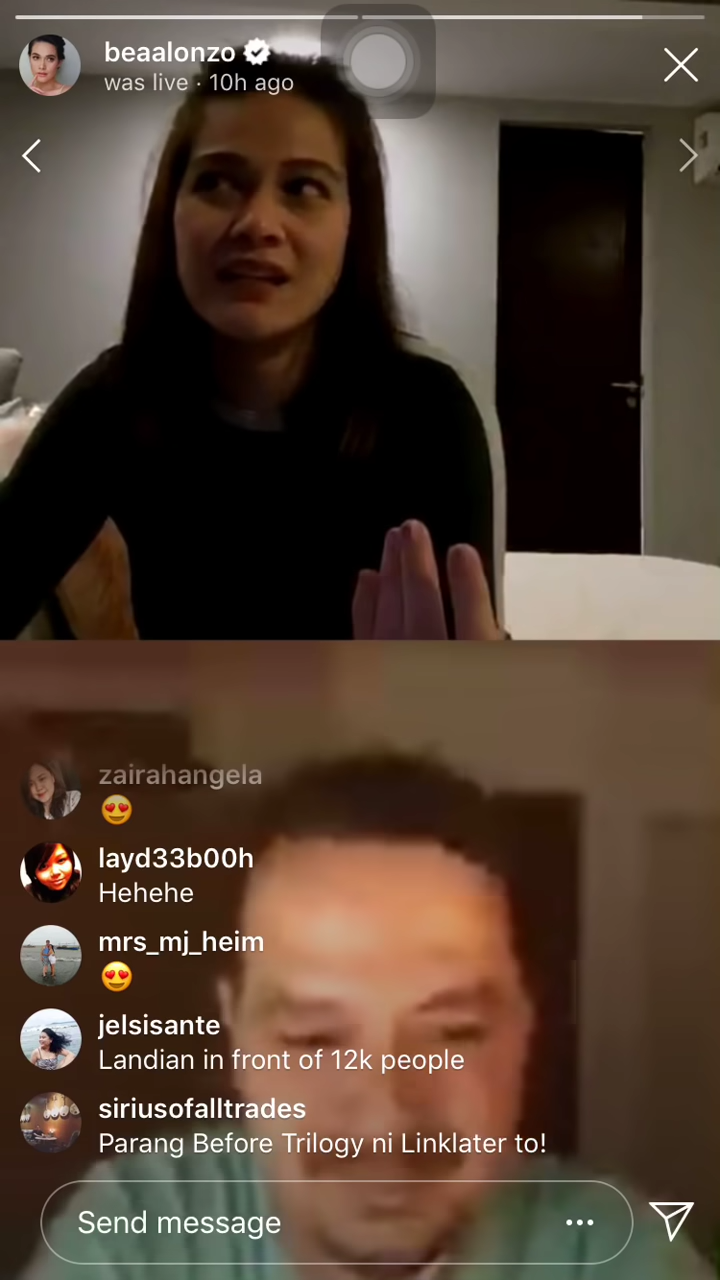 beaalonzo
was live · 10h ago
zairahangela
😍
layd33b00h
Hehehe
mrs_mj_heim
😍
jelsisante
Landian in front of 12k people
siriusofalltrades
Parang Before Trilogy ni Linklater to!
Send message